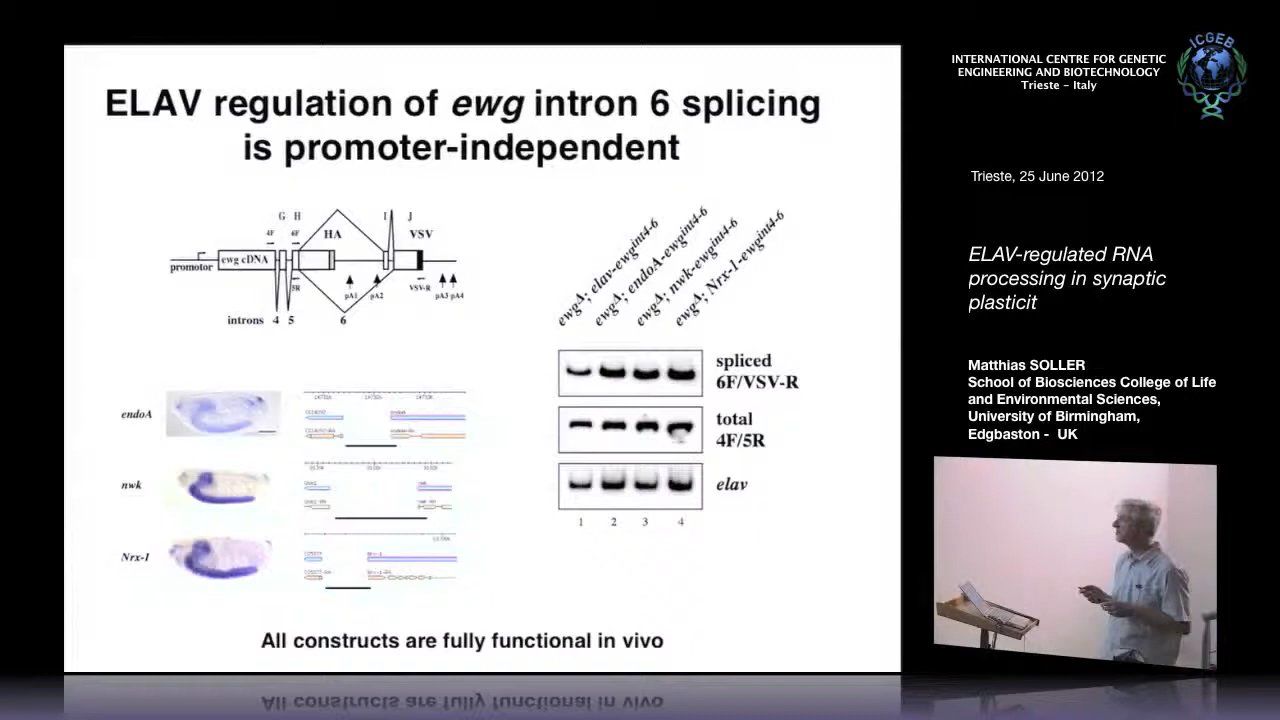 ELAV regulation of ewg intron 6 splicing
is promoter-independent
G H I J
4F 6F HA VSV
promotor ewg cDNA
5R pA1 pA2 VSV-R pA3 pA4
introns 4 5 6
ewgΔ; elav-ewgint4-6
ewgΔ; endoA-ewgint4-6
ewgΔ; nwk-ewgint4-6
ewgΔ; Nrx-1-ewgint4-6
spliced
6F/VSV-R
total
4F/5R
elav
1 2 3 4
endoA
nwk
Nrx-1
All constructs are fully functional in vivo
ICGEB
INTERNATIONAL CENTRE FOR GENETIC
ENGINEERING AND BIOTECHNOLOGY
Trieste - Italy
Trieste, 25 June 2012
ELAV-regulated RNA
processing in synaptic
plasticit
Matthias SOLLER
School of Biosciences College of Life
and Environmental Sciences,
University of Birmingham,
Edgbaston - UK